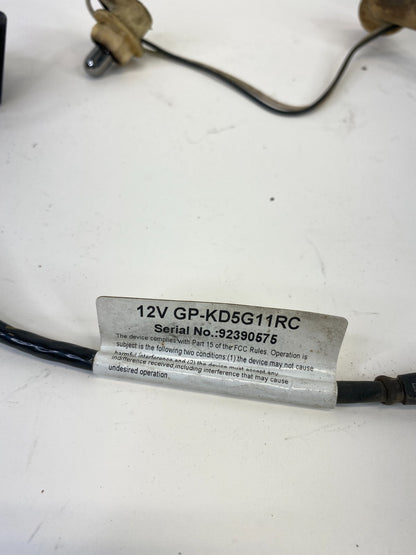 12V GP-KD5G11RC
Serial No.:92390575
The device complies with Part 15 of the FCC Rules. Operation is
subject to the following two conditions:(1).the device may not cause
harmful interference and (2).the device must accept any
indifference received,including interference that may cause
undesired operation.